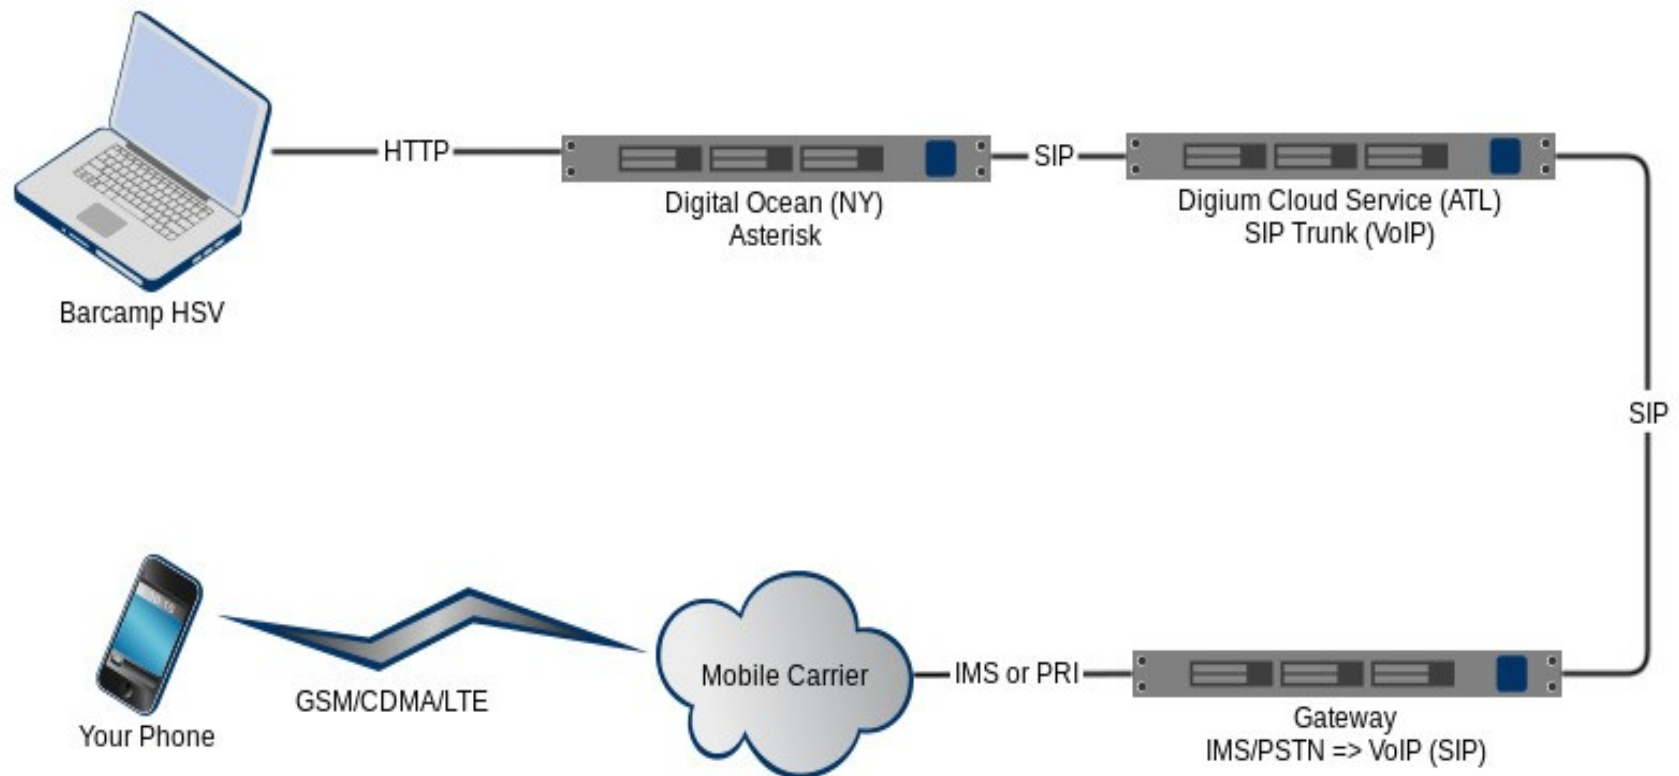 HTTP
SIP
Digital Ocean (NY)
Asterisk
Digium Cloud Service (ATL)
SIP Trunk (VoIP)
Barcamp HSV
SIP
Mobile Carrier
IMS or PRI
GSM/CDMA/LTE
Your Phone
Gateway
IMS/PSTN => VoIP (SIP)